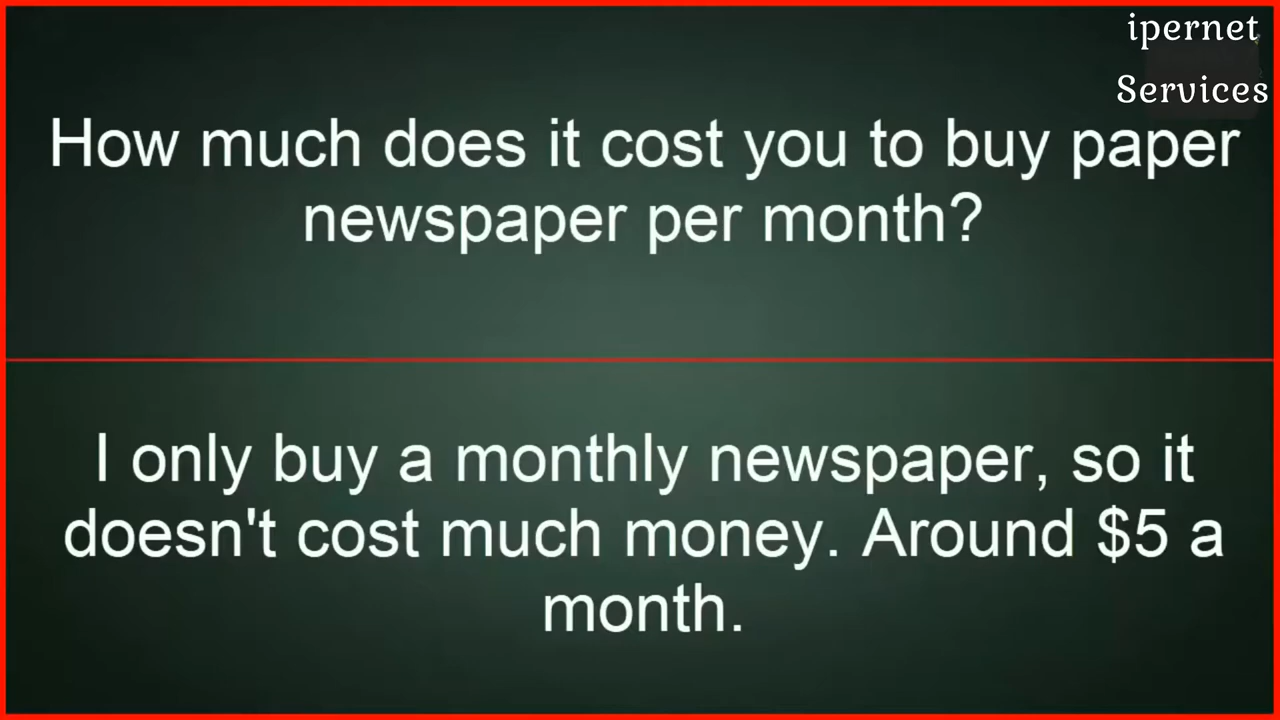 ipernet
Services
How much does it cost you to buy paper
newspaper per month?
I only buy a monthly newspaper, so it
doesn't cost much money. Around $5 a
month.